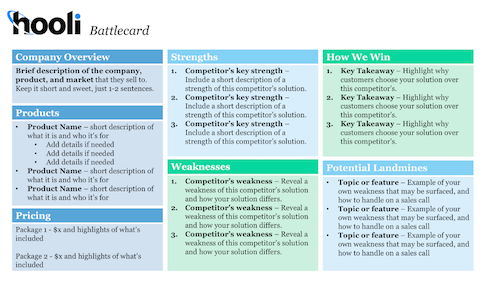 hooli Battlecard
Company Overview
Brief description of the company,
product, and market that they sell to.
Keep it short and sweet, just 1-2 sentences.
Products
• Product Name – short description of
what it is and who it's for
• Add details if needed
• Add details if needed
• Add details if needed
• Product Name – short description of
what it is and who it's for
• Product Name – short description of
what it is and who it's for
Pricing
Package 1 - $x and highlights of what's
included
Package 2 - $x and highlights of what's
included
Strengths
1. Competitor's key strength –
Include a short description of a
strength of this competitor's solution.
2. Competitor's key strength –
Include a short description of a
strength of this competitor's solution.
3. Competitor's key strength –
Include a short description of a
strength of this competitor's solution.
Weaknesses
1. Competitor's weakness – Reveal a
weakness of this competitor's solution
and how your solution differs.
2. Competitor's weakness – Reveal a
weakness of this competitor's solution
and how your solution differs.
3. Competitor's weakness – Reveal a
weakness of this competitor's solution
and how your solution differs.
How We Win
1. Key Takeaway – Highlight why
customers choose your solution over
this competitor's.
2. Key Takeaway – Highlight why
customers choose your solution over
this competitor's.
3. Key Takeaway – Highlight why
customers choose your solution over
this competitor's.
Potential Landmines
• Topic or feature – Example of your
own weakness that may be surfaced, and
how to handle on a sales call
• Topic or feature – Example of your
own weakness that may be surfaced, and
how to handle on a sales call
• Topic or feature – Example of your
own weakness that may be surfaced, and
how to handle on a sales call